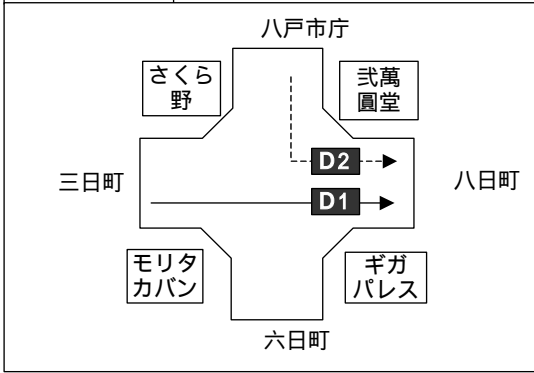 八戸市庁
さくら
野
弐萬
圓堂
D2
三日町
八日町
D1
モリタ
カバン
ギガ
パレス
六日町